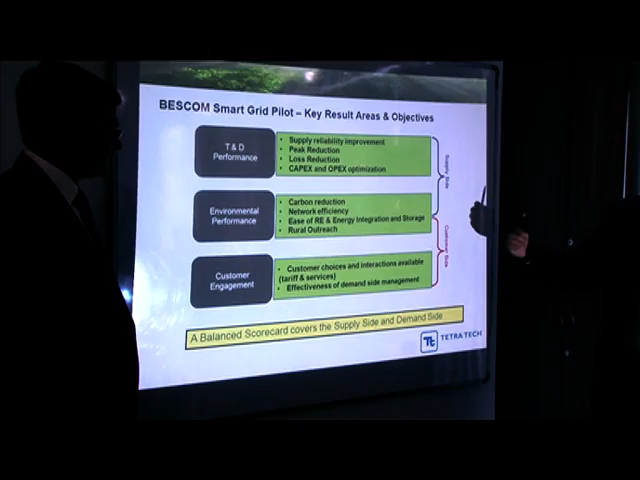 BESCOM Smart Grid Pilot – Key Result Areas & Objectives
T & D
Performance
• Supply reliability improvement
• Peak Reduction
• Loss Reduction
• CAPEX and OPEX optimization
Supply Side
Environmental
Performance
• Carbon reduction
• Network efficiency
• Ease of RE & Energy Integration and Storage
• Rural Outreach
Customer Side
Customer
Engagement
• Customer choices and interactions available
(tariff & services)
• Effectiveness of demand side management
A Balanced Scorecard covers the Supply Side and Demand Side
Tt TETRA TECH